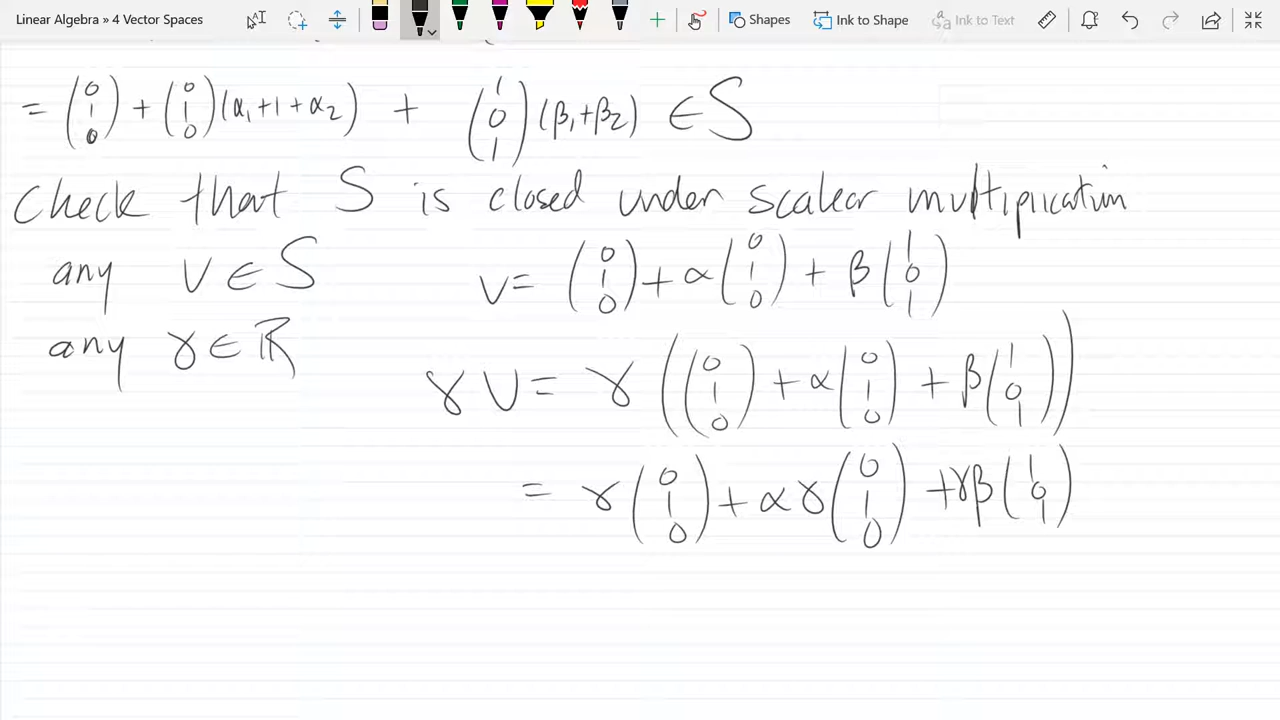 Linear Algebra » 4 Vector Spaces Shapes Ink to Shape Ink to Text
= (0 1 0) + (0 1 0)(α₁+1+α₂) + (1 0 1)(β₁+β₂) ∈ S
Check that S is closed under scalar multiplication
any v ∈ S v = (0 1 0) + α(0 1 0) + β(1 0 1)
any γ ∈ ℝ
γv = γ((0 1 0) + α(0 1 0) + β(1 0 1))
= γ(0 1 0) + αγ(0 1 0) + γβ(1 0 1)